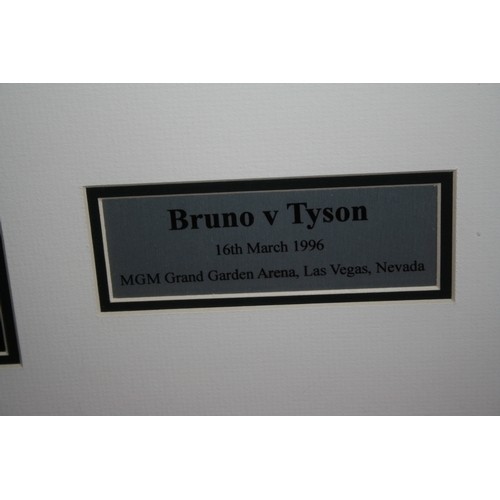 Bruno v Tyson
16th March 1996
MGM Grand Garden Arena, Las Vegas, Nevada